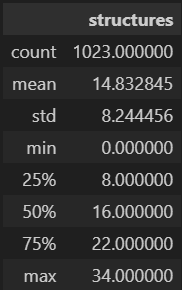 structures
count 1023.000000
mean 14.832845
std 8.244456
min 0.000000
25% 8.000000
50% 16.000000
75% 22.000000
max 34.000000